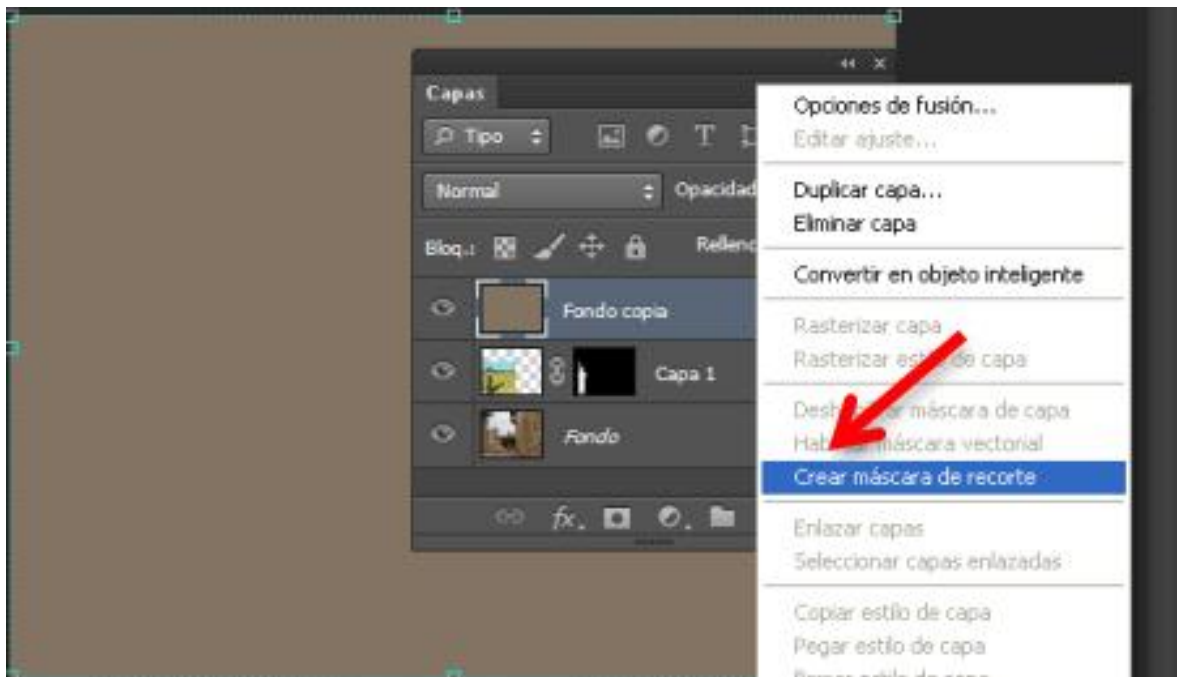 Capas
Tipo
T
Normal
Opacidad
Bloq.:
Fondo copia
Capa 1
Fondo
fx.
Opciones de fusión...
Editar ajuste...
Duplicar capa...
Eliminar capa
Convertir en objeto inteligente
Rasterizar capa
Rasterizar de capa
máscara de capa
máscara vectorial
Crear máscara de recorte
Enlazar capas
Seleccionar capas enlazadas
Copiar estilo de capa
Pegar estilo de capa